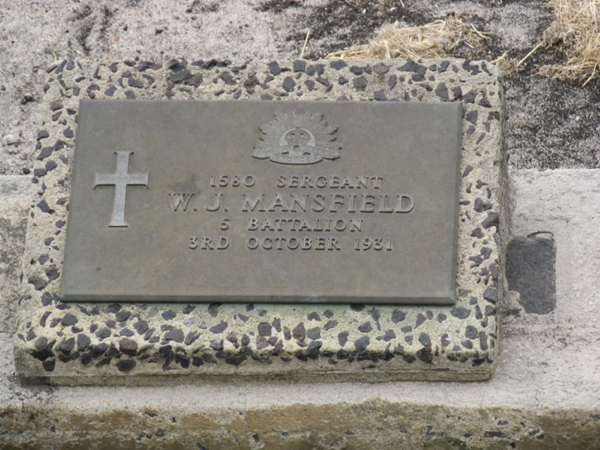 1580 SERGEANT
W. J. MANSFIELD
5 BATTALION
3RD OCTOBER 1931